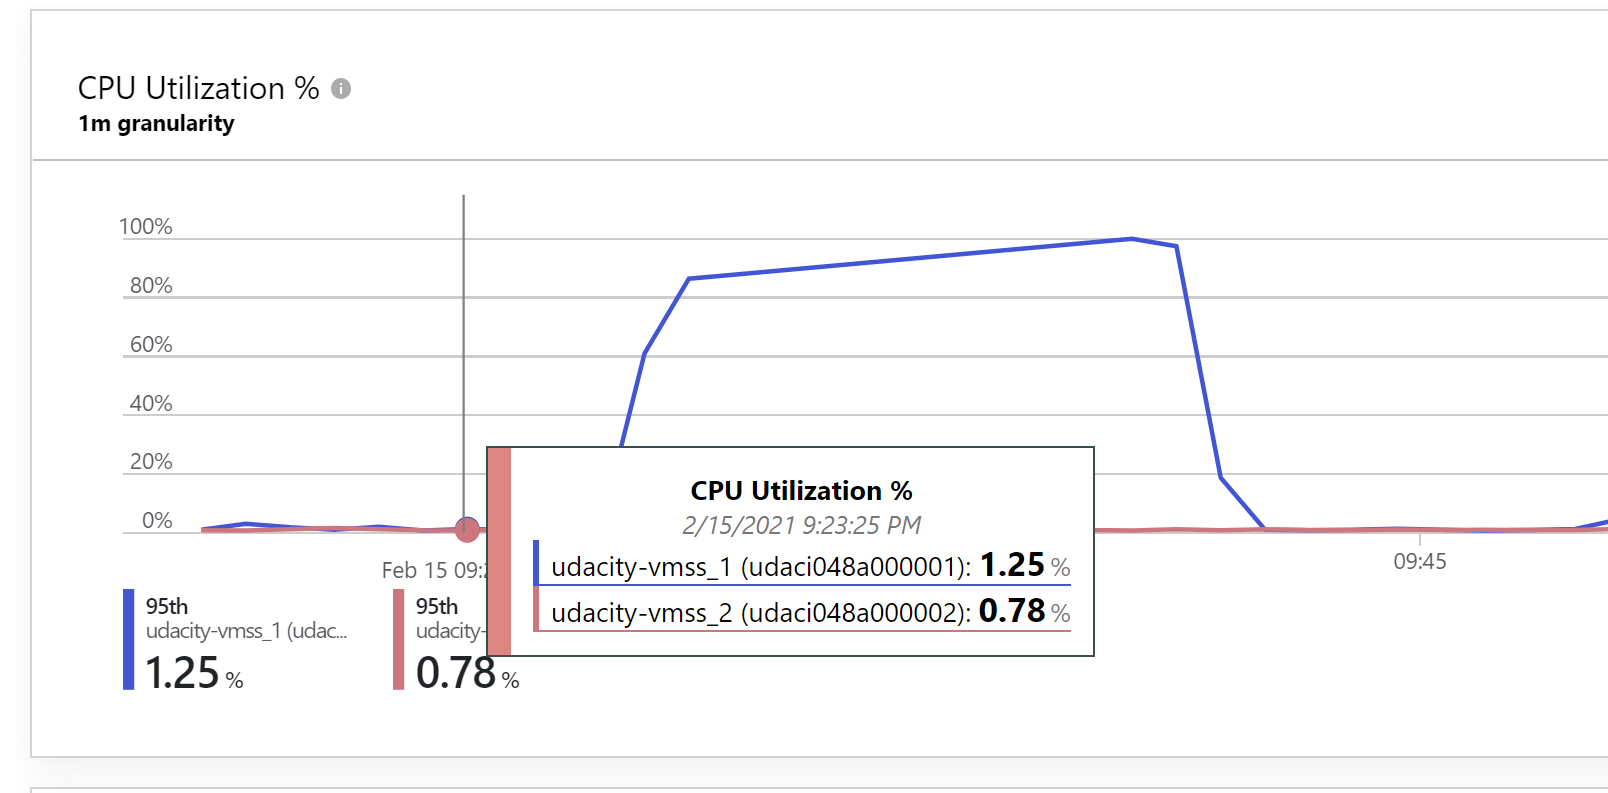 CPU Utilization %
1m granularity
100%
80%
60%
40%
20%
0%
CPU Utilization %
2/15/2021 9:23:25 PM
udacity-vmss_1 (udaci048a000001): 1.25 %
udacity-vmss_2 (udaci048a000002): 0.78 %
Feb 15 09:2
09:45
95th
udacity-vmss_1 (udac...
1.25 %
95th
udacity-
0.78 %